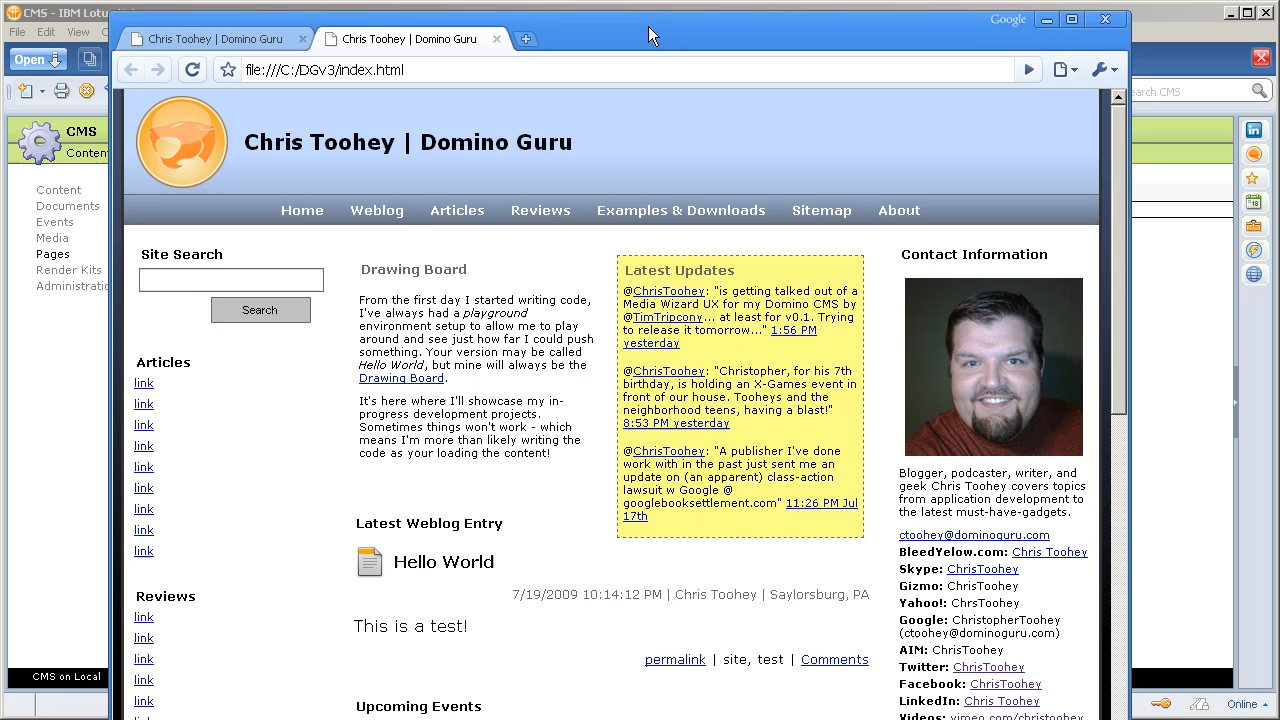 CMS - IBM Lotu
File Edit View
Open
CMS
Conten
Content
Documents
Events
Media
Pages
Render Kits
Administratio
CMS on Local
Google
Chris Toohey | Domino Guru
Chris Toohey | Domino Guru
file:///C:/DGv3/index.html
Chris Toohey | Domino Guru
Home Weblog Articles Reviews Examples & Downloads Sitemap About
Site Search
Search
Articles
link
link
link
link
link
link
link
link
link
Reviews
link
link
link
link
link
Drawing Board
From the first day I started writing code,
I've always had a playground
environment setup to allow me to play
around and see just how far I could push
something. Your version may be called
Hello World, but mine will always be the
Drawing Board.
It's here where I'll showcase my in-
progress development projects.
Sometimes things won't work - which
means I'm more than likely writing the
code as your loading the content!
Latest Updates
@ChrisToohey: "is getting talked out of a
Media Wizard UX for my Domino CMS by
@TimTripcony... at least for v0.1. Trying
to release it tomorrow..." 1:56 PM
yesterday
@ChrisToohey: "Christopher, for his 7th
birthday, is holding an X-Games event in
front of our house. Tooheys and the
neighborhood teens, having a blast!"
8:53 PM yesterday
@ChrisToohey: "A publisher I've done
work with in the past just sent me an
update on (an apparent) class-action
lawsuit w Google @
googlebooksettlement.com" 11:26 PM Jul
17th
Latest Weblog Entry
Hello World
7/19/2009 10:14:12 PM | Chris Toohey | Saylorsburg, PA
This is a test!
permalink | site, test | Comments
Upcoming Events
Contact Information
Blogger, podcaster, writer, and
geek Chris Toohey covers topics
from application development to
the latest must-have-gadgets.
ctoohey@dominoguru.com
BleedYelow.com: Chris Toohey
Skype: ChrisToohey
Gizmo: ChrisToohey
Yahoo!: ChrsToohey
Google: ChristopherToohey
(ctoohey@dominoguru.com)
AIM: ChrisToohey
Twitter: ChrisToohey
Facebook: ChrisToohey
LinkedIn: Chris Toohey
Videos: vimeo.com/christoohey
earch CMS
Online